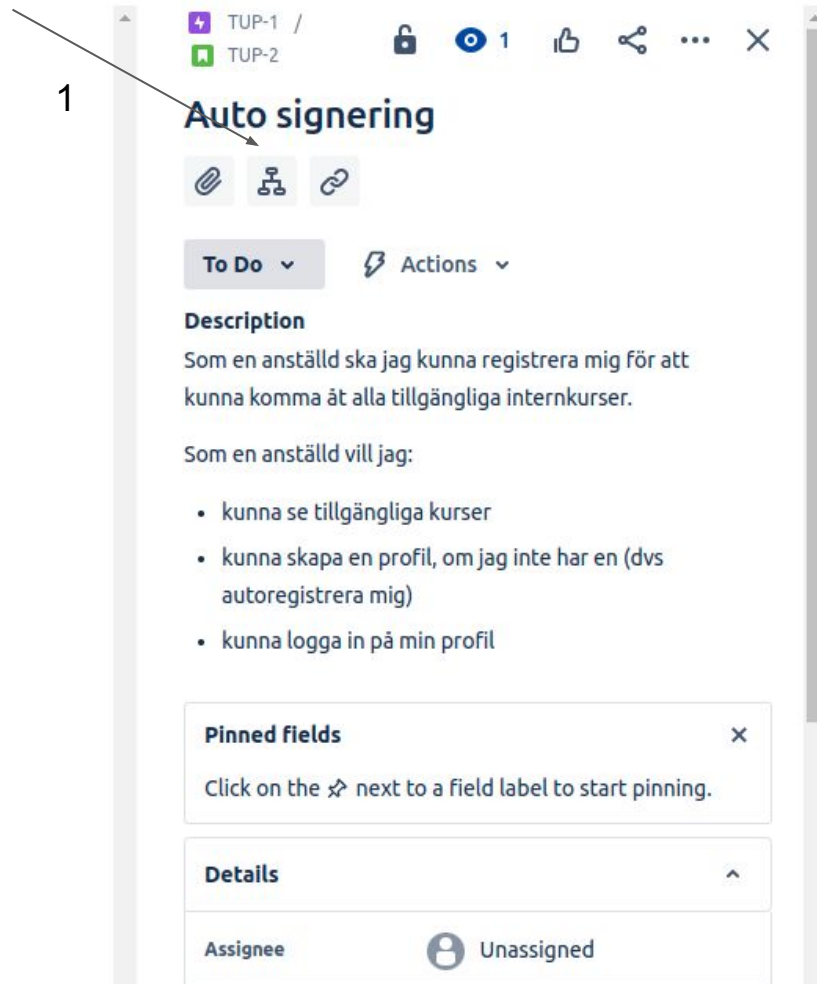 TUP-1 /
TUP-2
1
1
Auto signering
To Do
Actions
Description
Som en anställd ska jag kunna registrera mig för att
kunna komma åt alla tillgängliga internkurser.
Som en anställd vill jag:
• kunna se tillgängliga kurser
• kunna skapa en profil, om jag inte har en (dvs
autoregistrera mig)
• kunna logga in på min profil
Pinned fields
Click on the next to a field label to start pinning.
Details
Assignee
Unassigned